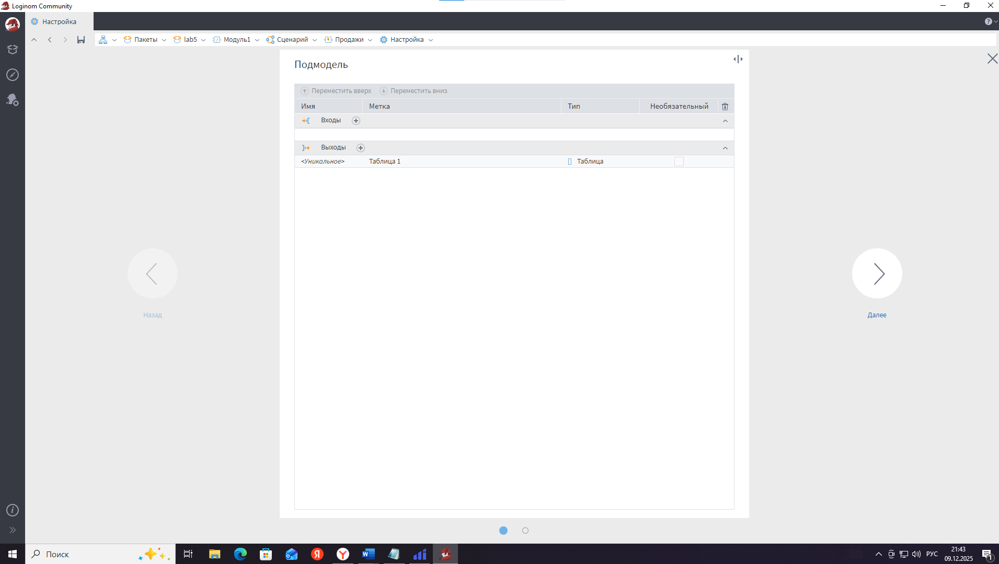 Loginom Community
Настройка
Пакеты lab5 Модуль1 Сценарий Продажи Настройка
Подмодель
Переместить вверх Переместить вниз
Имя Метка Тип Необязательный
Входы
Выходы
<Уникальное> Таблица 1 Таблица
Назад
Далее
Поиск
РУС
21:43
09.12.2025
1